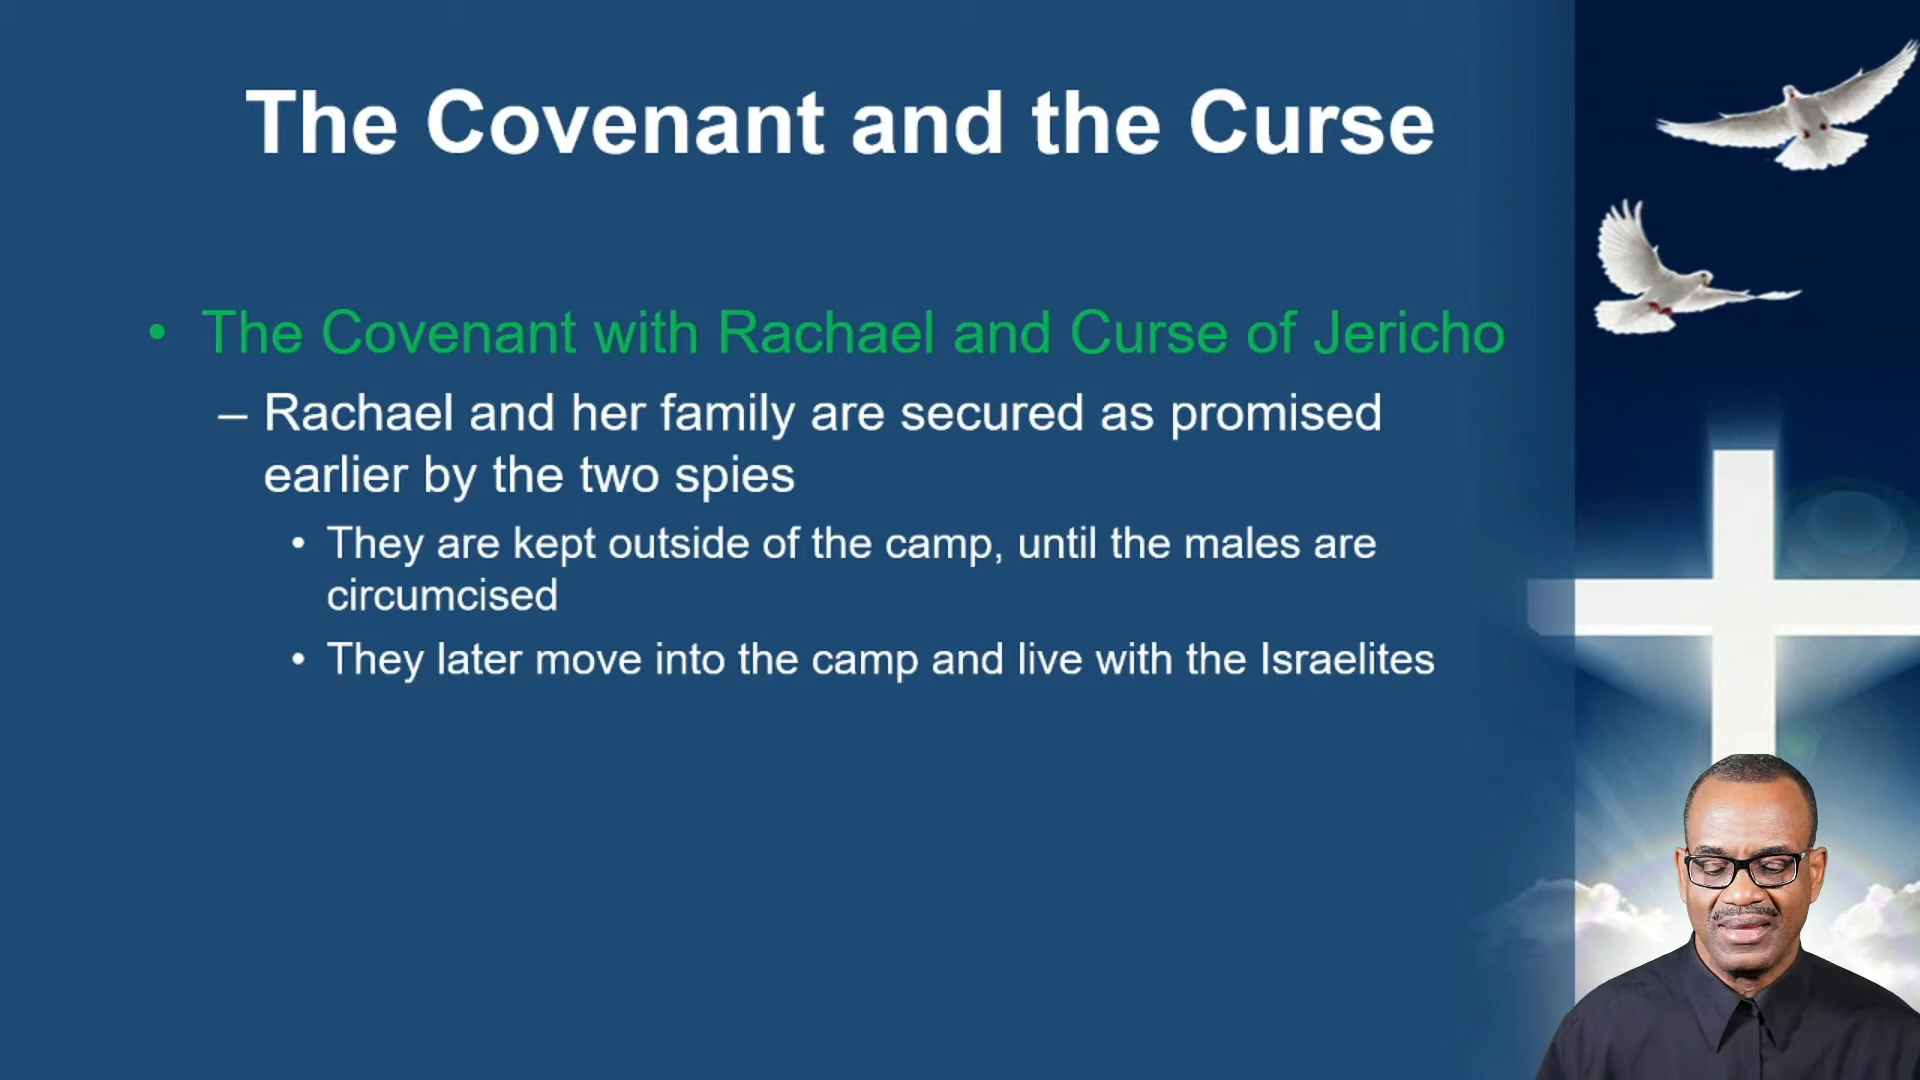 The Covenant and the Curse
• The Covenant with Rachael and Curse of Jericho
– Rachael and her family are secured as promised
earlier by the two spies
• They are kept outside of the camp, until the males are
circumcised
• They later move into the camp and live with the Israelites